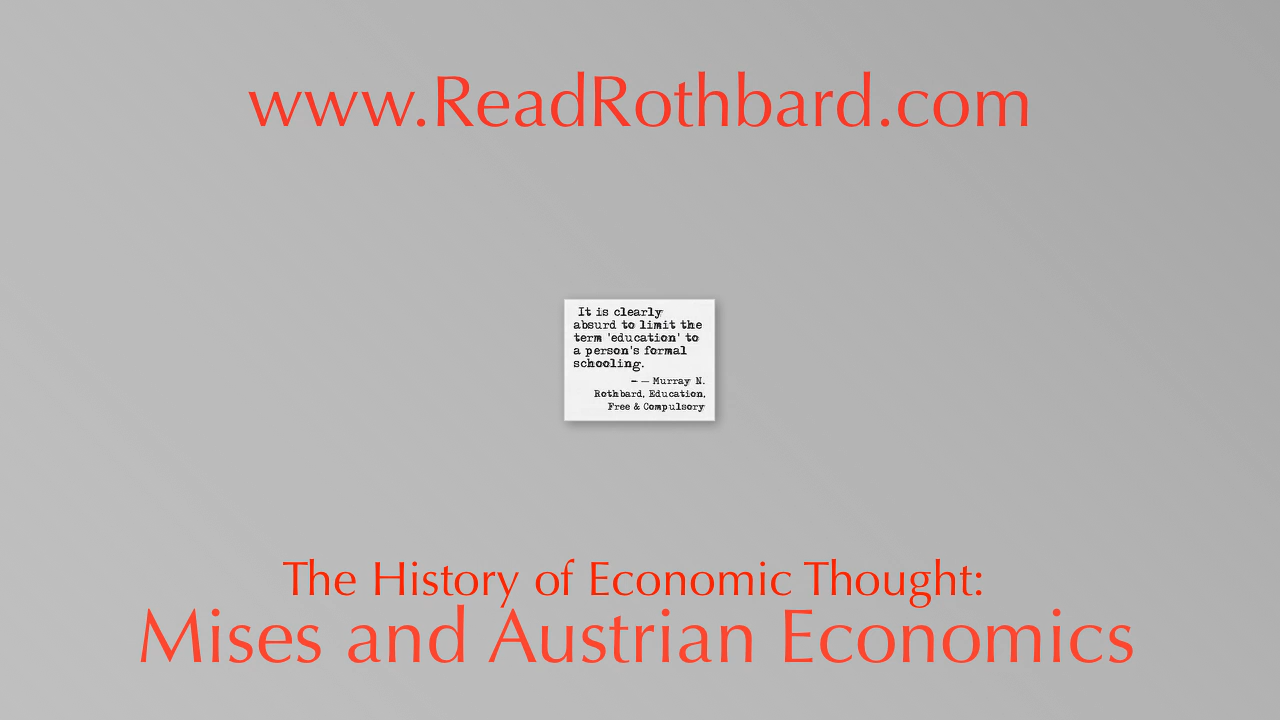 www.ReadRothbard.com
It is clearly
absurd to limit the
term 'education' to
a person's formal
schooling.
– — Murray N.
Rothbard, Education,
Free & Compulsory
The History of Economic Thought:
Mises and Austrian Economics